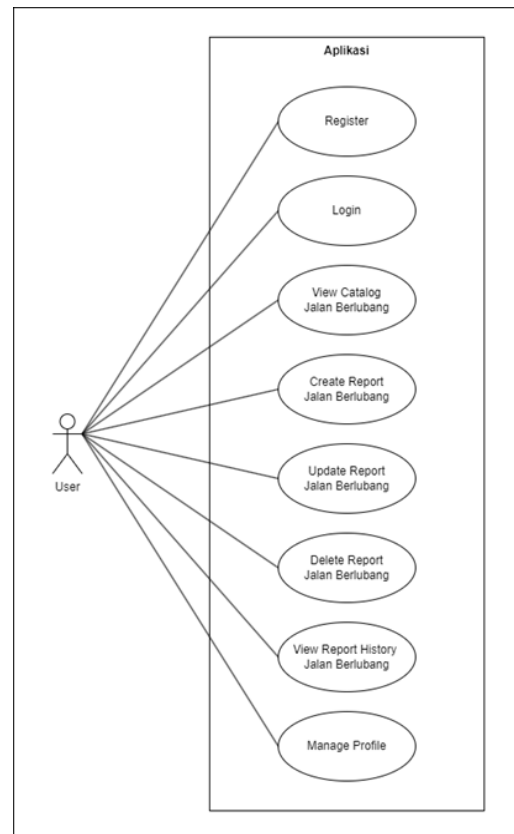 Aplikasi
Register
Login
View Catalog
Jalan Berlubang
Create Report
Jalan Berlubang
User
Update Report
Jalan Berlubang
Delete Report
Jalan Berlubang
View Report History
Jalan Berlubang
Manage Profile